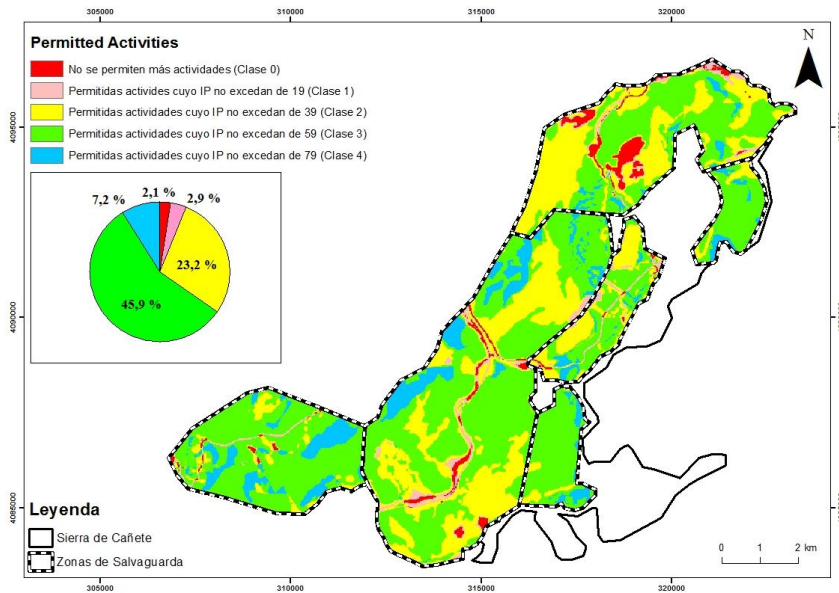 305000 310000 315000 320000
Permitted Activities
No se permiten más actividades (Clase 0)
Permitidas activides cuyo IP no excedan de 19 (Clase 1)
Permitidas actividades cuyo IP no excedan de 39 (Clase 2)
Permitidas actividades cuyo IP no excedan de 59 (Clase 3)
Permitidas actividades cuyo IP no excedan de 79 (Clase 4)
N
4095000
7,2 %
2,1 %
2,9 %
23,2 %
45,9 %
4090000
4085000
Leyenda
Sierra de Cañete
Zonas de Salvaguarda
0 1 2 km
305000 310000 315000 320000